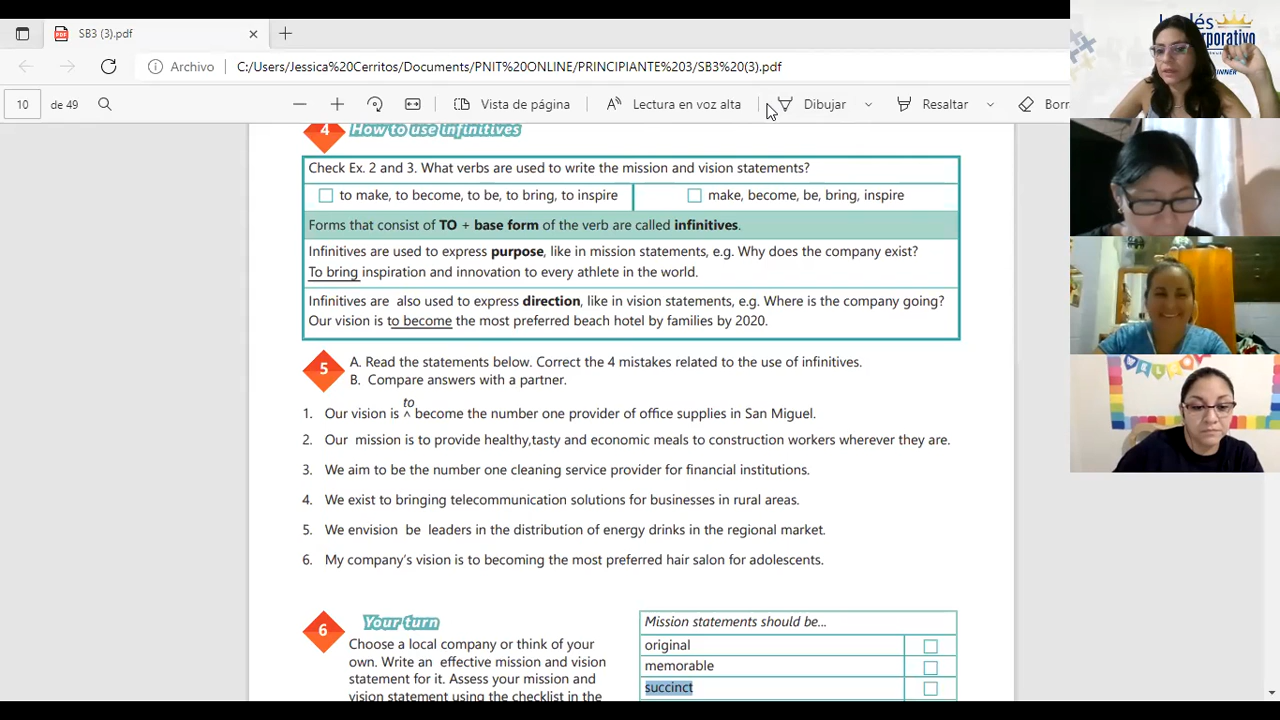 SB3 (3).pdf
Archivo
C:/Users/Jessica%20Cerritos/Documents/PNIT%20ONLINE/PRINCIPIANTE%203/SB3%20(3).pdf
10 de 49
Lectura en voz alta
Vista de página
Dibujar
Resaltar
Borr
4 How to use infinitives
Check Ex. 2 and 3. What verbs are used to write the mission and vision statements?
to make, to become, to be, to bring, to inspire
make, become, be, bring, inspire
Forms that consist of TO + base form of the verb are called infinitives.
Infinitives are used to express purpose, like in mission statements, e.g. Why does the company exist?
To bring inspiration and innovation to every athlete in the world.
Infinitives are also used to express direction, like in vision statements, e.g. Where is the company going?
Our vision is to become the most preferred beach hotel by families by 2020.
5 A. Read the statements below. Correct the 4 mistakes related to the use of infinitives.
B. Compare answers with a partner.
to
1. Our vision is ^ become the number one provider of office supplies in San Miguel.
2. Our mission is to provide healthy,tasty and economic meals to construction workers wherever they are.
3. We aim to be the number one cleaning service provider for financial institutions.
4. We exist to bringing telecommunication solutions for businesses in rural areas.
5. We envision be leaders in the distribution of energy drinks in the regional market.
6. My company's vision is to becoming the most preferred hair salon for adolescents.
6 Your turn
Choose a local company or think of your
own. Write an effective mission and vision
statement for it. Assess your mission and
vision statement using the checklist in the
Mission statements should be...
original
memorable
succinct